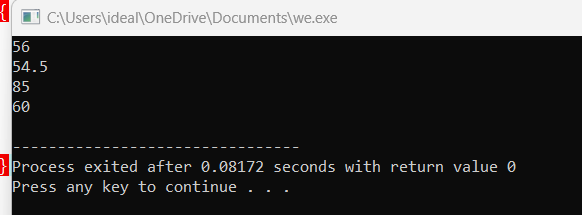 {
C:\Users\ideal\OneDrive\Documents\we.exe
56
54.5
85
60
--------------------------------
} Process exited after 0.08172 seconds with return value 0
Press any key to continue . . .